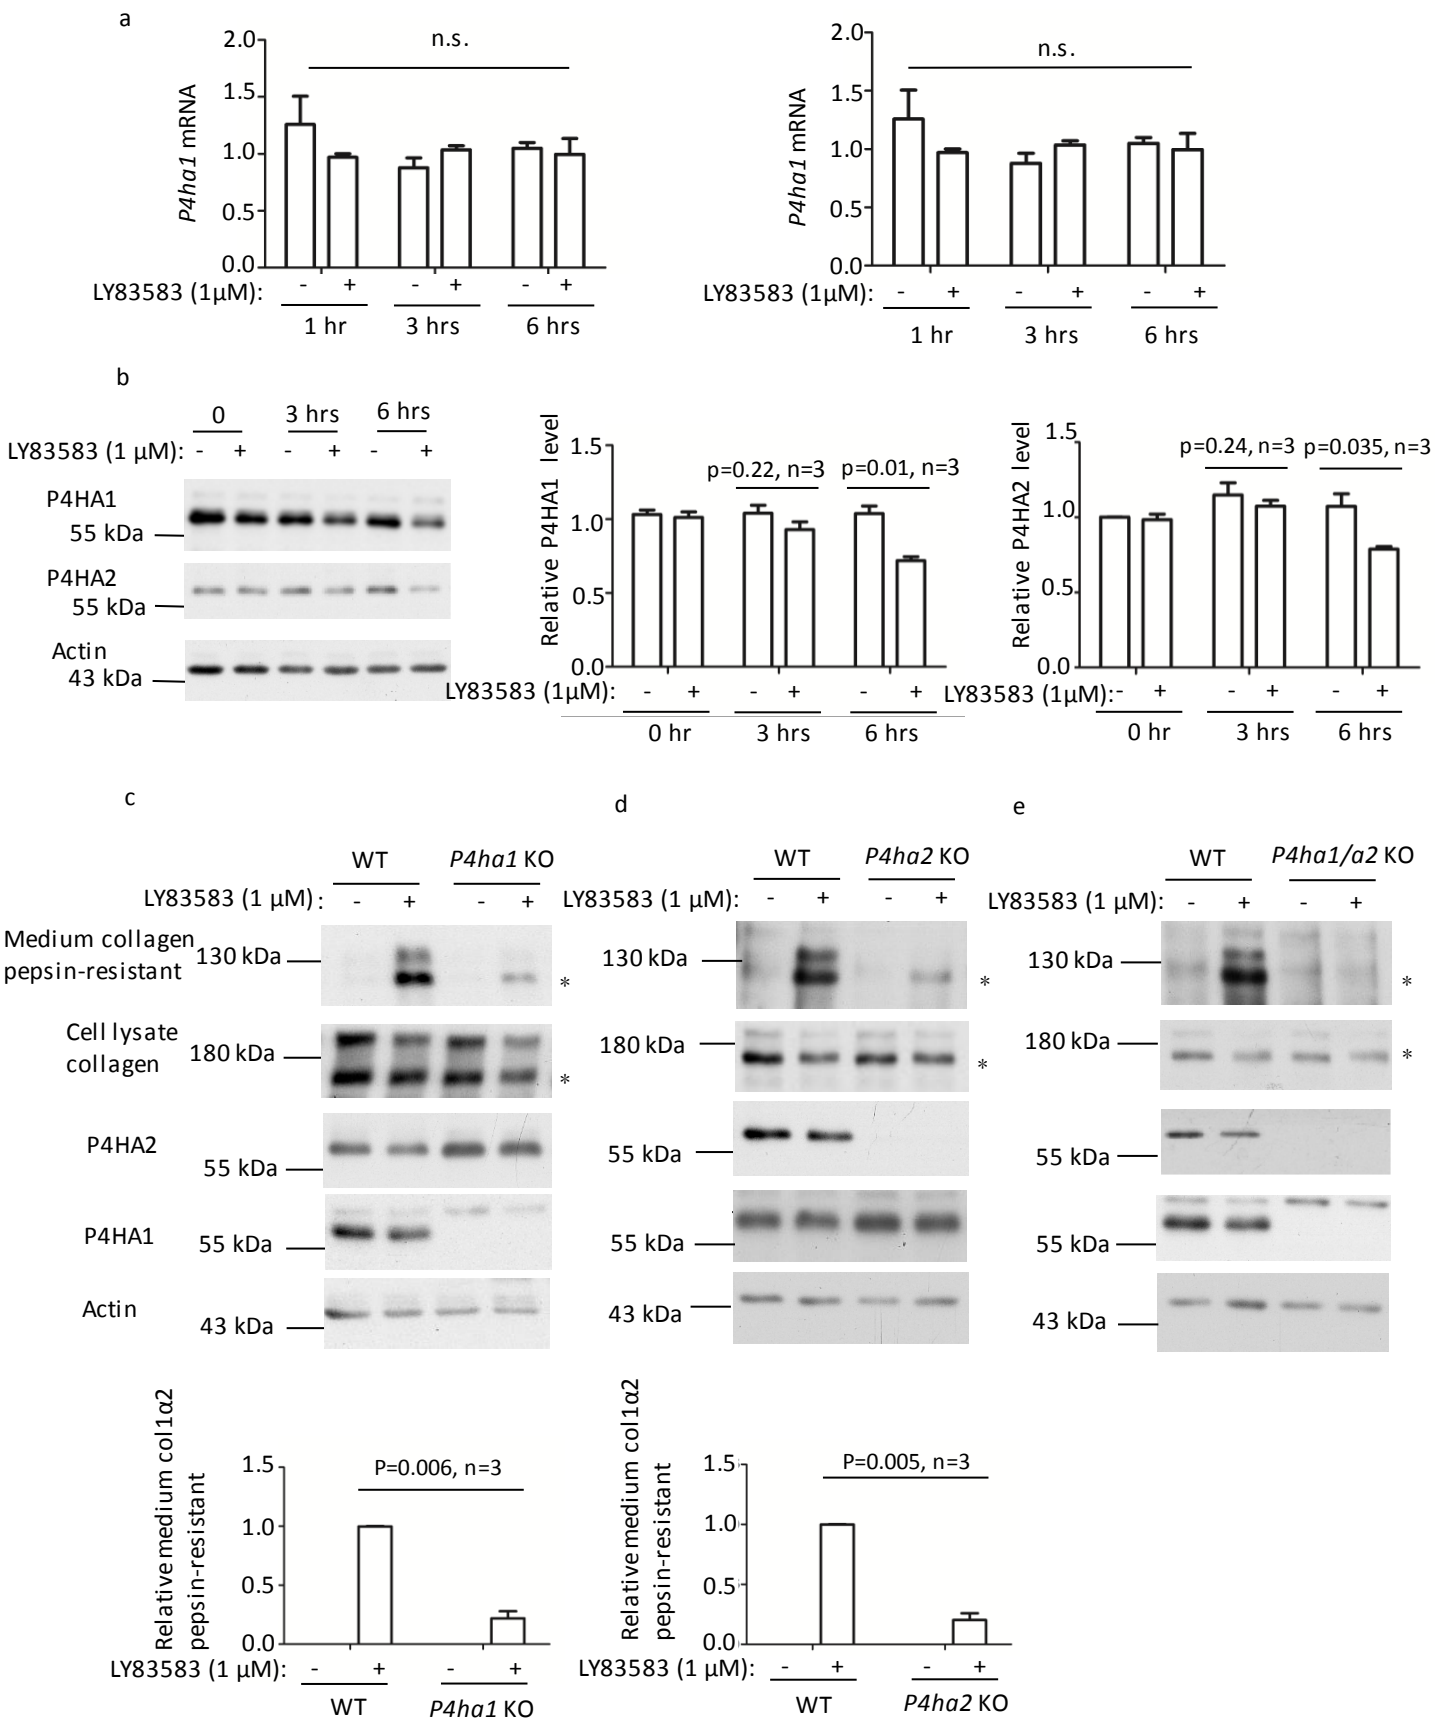 a
2.0
1.5
1.0
0.5
0.0
P4ha1 mRNA
n.s.
LY83583 (1µM): - + - + - +
1 hr 3 hrs 6 hrs
2.0
1.5
1.0
0.5
0.0
P4ha1 mRNA
n.s.
LY83583 (1µM): - + - + - +
1 hr 3 hrs 6 hrs
b
0 3 hrs 6 hrs
LY83583 (1 µM): - + - + - +
P4HA1
55 kDa
P4HA2
55 kDa
Actin
43 kDa
Relative P4HA1 level
1.5
1.0
0.5
0.0
p=0.22, n=3 p=0.01, n=3
LY83583 (1µM): - + - + - +
0 hr 3 hrs 6 hrs
Relative P4HA2 level
1.5
1.0
0.5
0.0
p=0.24, n=3 p=0.035, n=3
LY83583 (1µM): - + - + - +
0 hr 3 hrs 6 hrs
c
WT P4ha1 KO
LY83583 (1 µM): - + - +
Medium collagen
pepsin-resistant
130 kDa *
Cell lysate
collagen
180 kDa *
P4HA2
55 kDa
P4HA1
55 kDa
Actin
43 kDa
Relative medium col1α2
pepsin-resistant
1.5
1.0
0.5
0.0
P=0.006, n=3
LY83583 (1 µM): - + - +
WT P4ha1 KO
d
WT P4ha2 KO
LY83583 (1 µM): - + - +
130 kDa *
180 kDa *
55 kDa
55 kDa
43 kDa
Relative medium col1α2
pepsin-resistant
1.5
1.0
0.5
0.0
P=0.005, n=3
LY83583 (1 µM): - + - +
WT P4ha2 KO
e
WT P4ha1/a2 KO
LY83583 (1 µM): - + - +
130 kDa *
180 kDa *
55 kDa
55 kDa
43 kDa